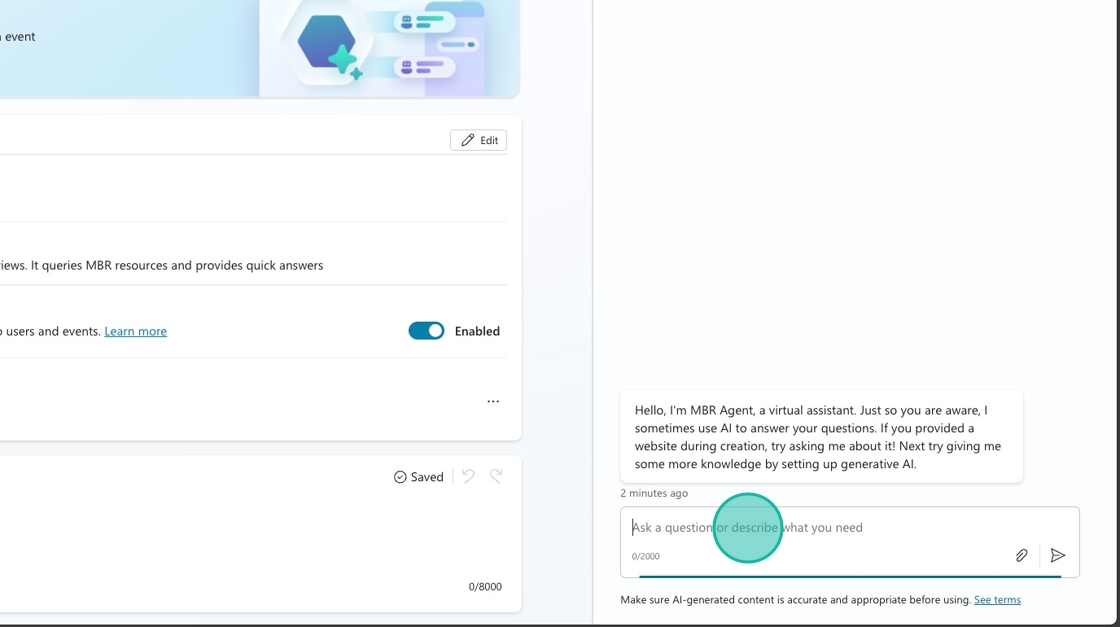 event
Edit
iews. It queries MBR resources and provides quick answers
users and events. Learn more
Enabled
...
Saved
0/8000
Hello, I'm MBR Agent, a virtual assistant. Just so you are aware, I
sometimes use AI to answer your questions. If you provided a
website during creation, try asking me about it! Next try giving me
some more knowledge by setting up generative AI.
2 minutes ago
Ask a question or describe what you need
0/2000
Make sure AI-generated content is accurate and appropriate before using. See terms